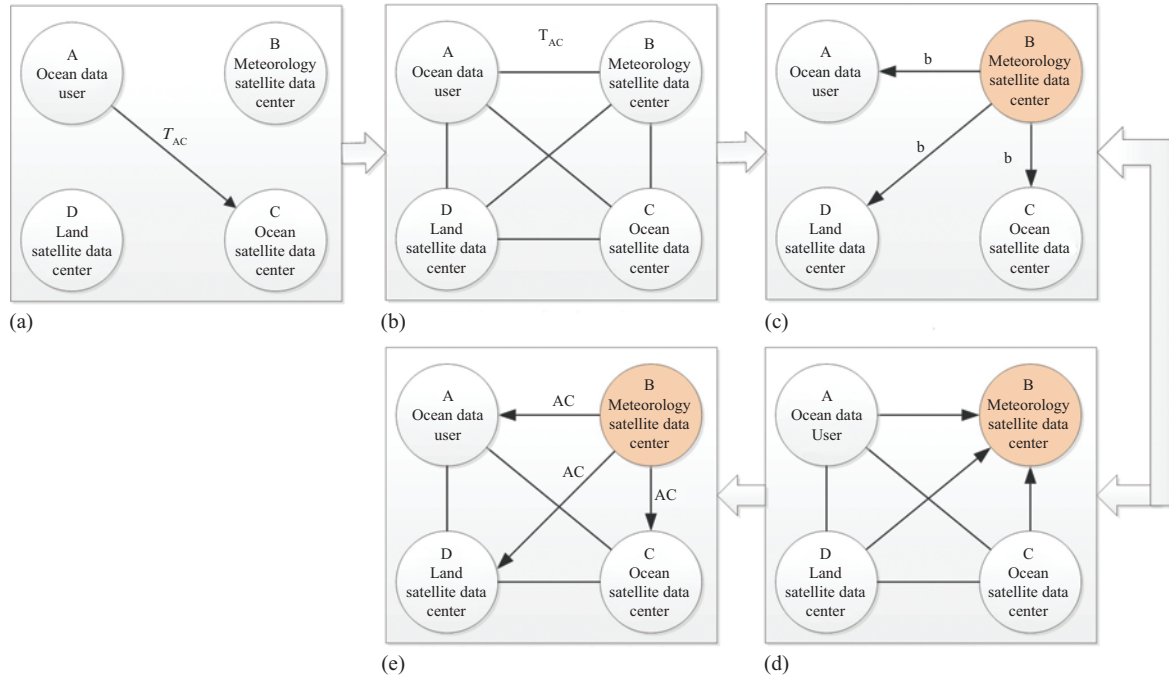 A
Ocean data
user
B
Meteorology
satellite data
center
T_AC
D
Land
satellite data
center
C
Ocean
satellite data
center
(a)
T_AC
A
Ocean data
user
B
Meteorology
satellite data
center
D
Land
satellite data
center
C
Ocean
satellite data
center
(b)
A
Ocean data
user
b
B
Meteorology
satellite data
center
b
b
D
Land
satellite data
center
C
Ocean
satellite data
center
(c)
A
Ocean data
user
AC
B
Meteorology
satellite data
center
AC
AC
D
Land
satellite data
center
C
Ocean
satellite data
center
(e)
A
Ocean data
User
B
Meteorology
satellite data
center
D
Land
satellite data
center
C
Ocean
satellite data
center
(d)